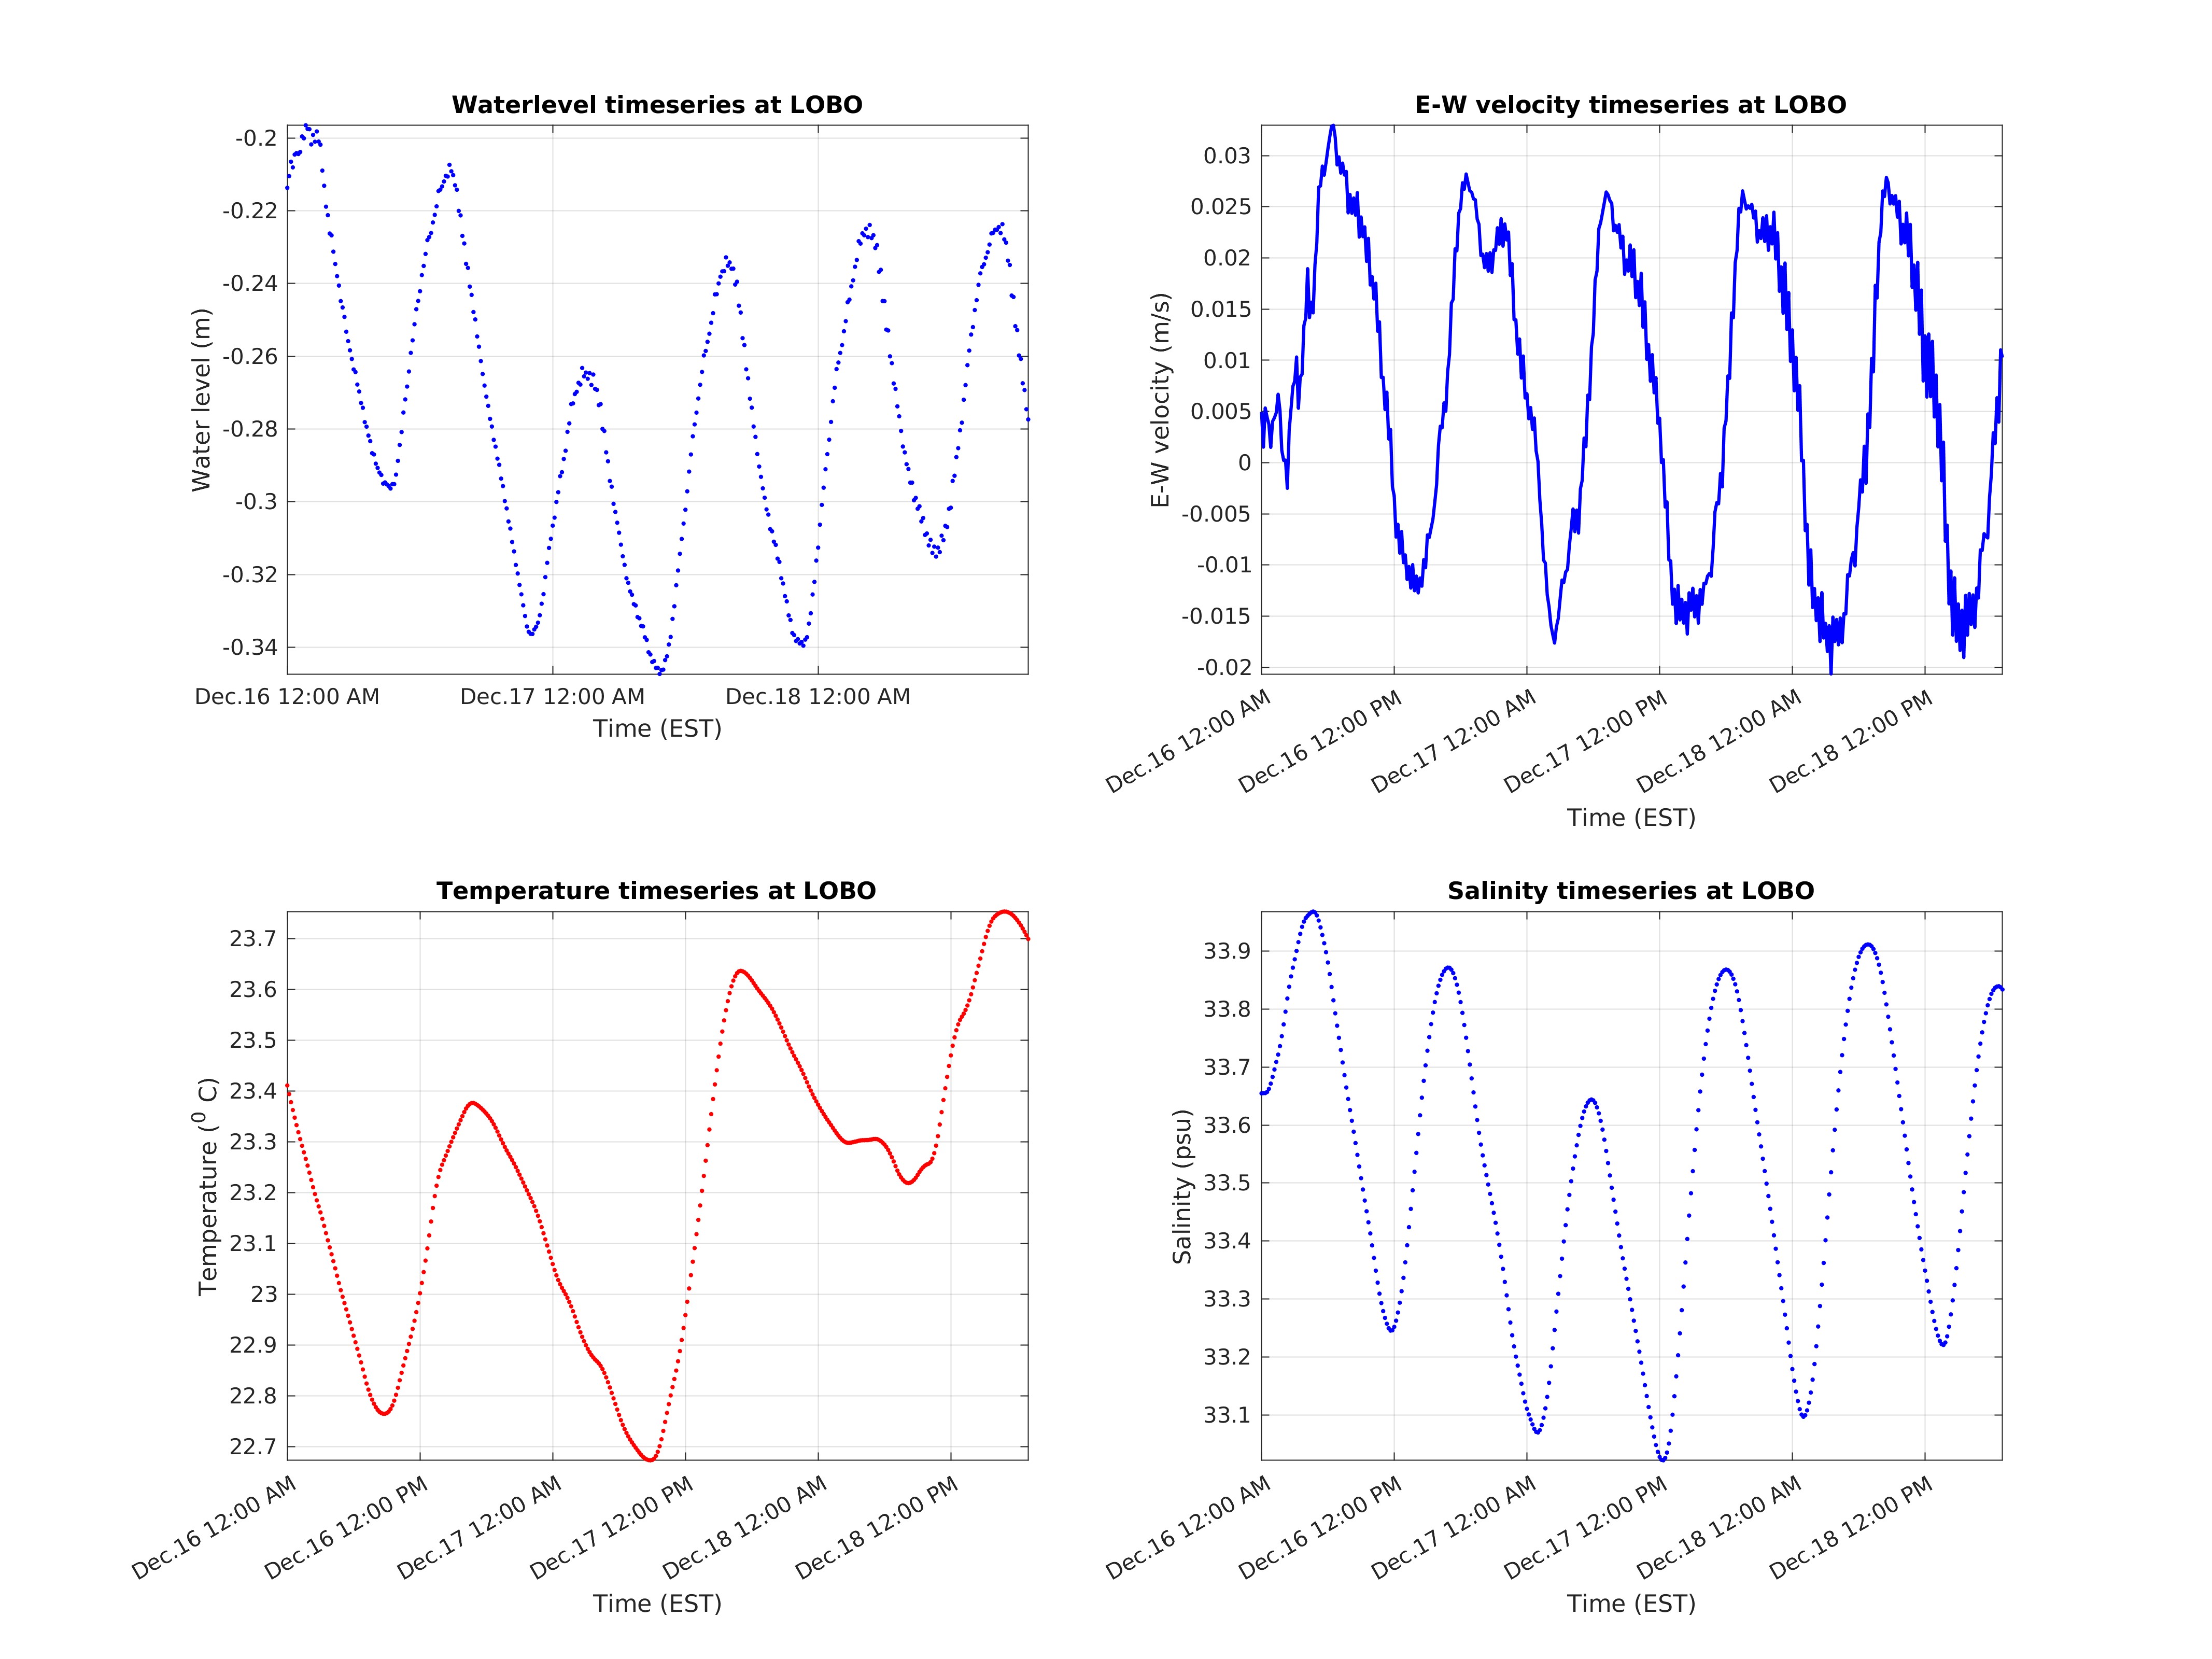 Waterlevel timeseries at LOBO
-0.2
-0.22
-0.24
-0.26
-0.28
-0.3
-0.32
-0.34
Water level (m)
Dec.16 12:00 AM
Dec.17 12:00 AM
Dec.18 12:00 AM
Time (EST)
E-W velocity timeseries at LOBO
0.03
0.025
0.02
0.015
0.01
0.005
0
-0.005
-0.01
-0.015
-0.02
E-W velocity (m/s)
Dec.16 12:00 AM
Dec.16 12:00 PM
Dec.17 12:00 AM
Dec.17 12:00 PM
Dec.18 12:00 AM
Dec.18 12:00 PM
Time (EST)
Temperature timeseries at LOBO
23.7
23.6
23.5
23.4
23.3
23.2
23.1
23
22.9
22.8
22.7
Temperature (⁰ C)
Dec.16 12:00 AM
Dec.16 12:00 PM
Dec.17 12:00 AM
Dec.17 12:00 PM
Dec.18 12:00 AM
Dec.18 12:00 PM
Time (EST)
Salinity timeseries at LOBO
33.9
33.8
33.7
33.6
33.5
33.4
33.3
33.2
33.1
Salinity (psu)
Dec.16 12:00 AM
Dec.16 12:00 PM
Dec.17 12:00 AM
Dec.17 12:00 PM
Dec.18 12:00 AM
Dec.18 12:00 PM
Time (EST)